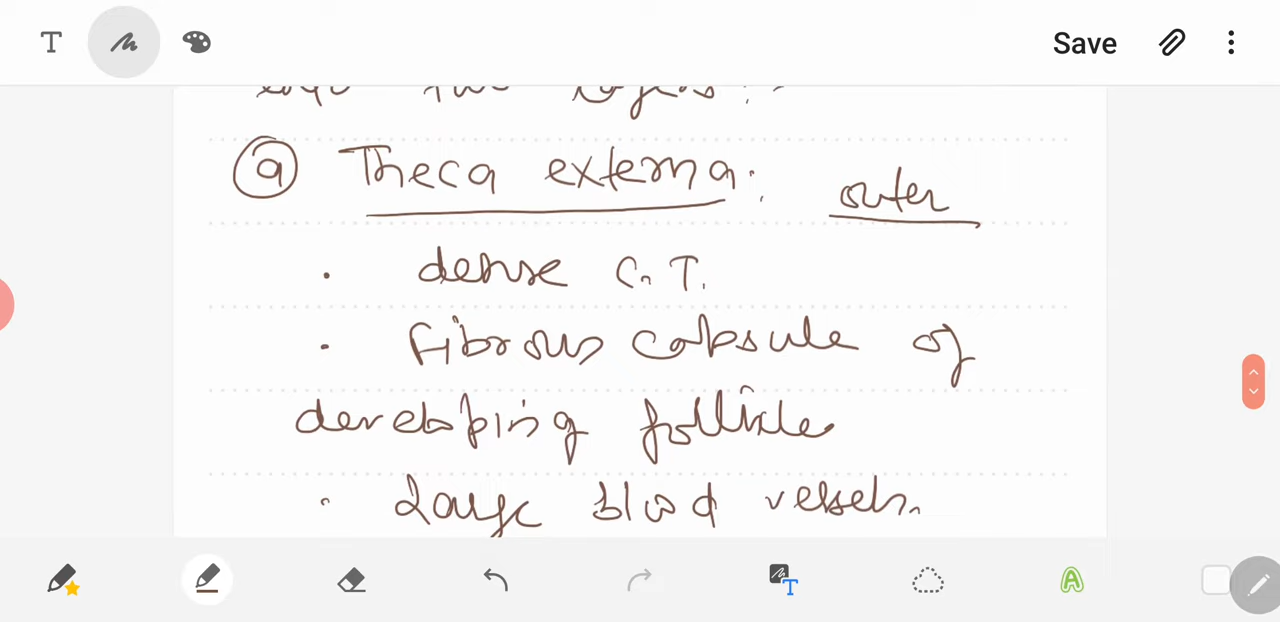 T Save
ⓐ Theca externa: outer
• dense C.T.
• Fibrous capsule of
developing follicle
• Large blood vessels.
T
A